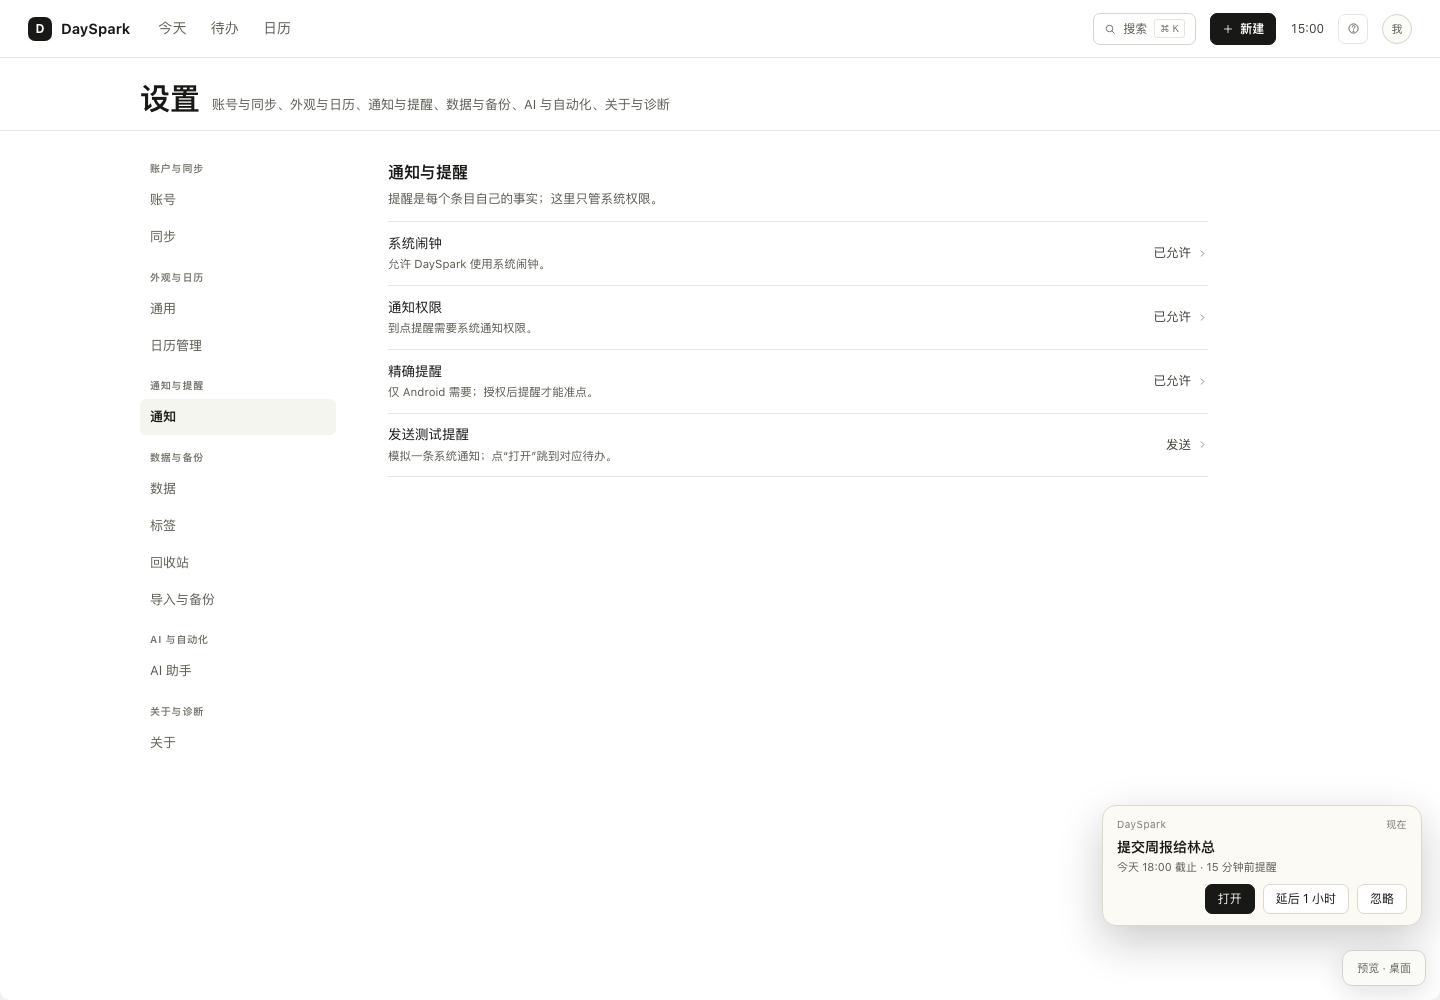 D DaySpark 今天 待办 日历 搜索 ⌘ K + 新建 15:00 我
设置 账号与同步、外观与日历、通知与提醒、数据与备份、AI 与自动化、关于与诊断
账户与同步
账号
同步
外观与日历
通用
日历管理
通知与提醒
通知
数据与备份
数据
标签
回收站
导入与备份
AI 与自动化
AI 助手
关于与诊断
关于
通知与提醒
提醒是每个条目自己的事实；这里只管系统权限。
系统闹钟
允许 DaySpark 使用系统闹钟。
已允许
通知权限
到点提醒需要系统通知权限。
已允许
精确提醒
仅 Android 需要；授权后提醒才能准点。
已允许
发送测试提醒
模拟一条系统通知；点“打开”跳到对应待办。
发送
DaySpark 现在
提交周报给林总
今天 18:00 截止 · 15 分钟前提醒
打开 延后 1 小时 忽略
预览 · 桌面